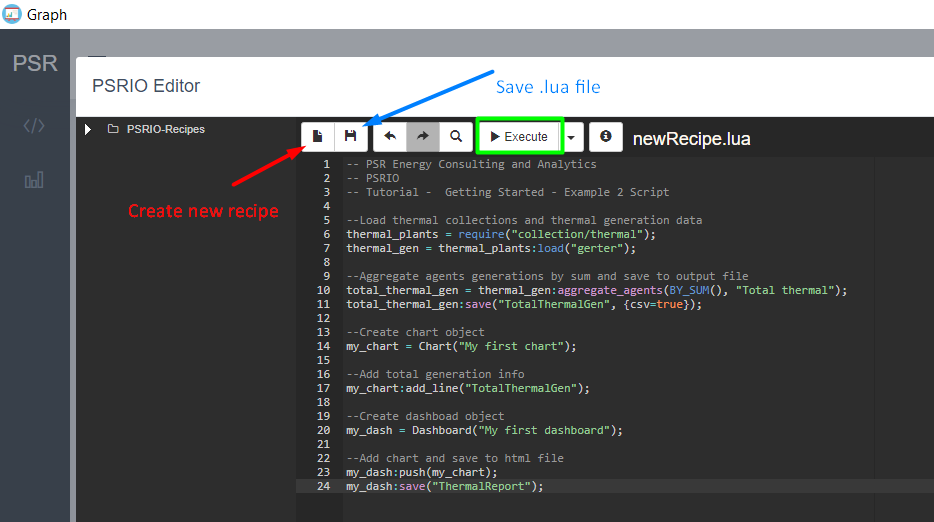 Graph
PSR
PSRIO Editor
Save .lua file
PSRIO-Recipes
Execute
newRecipe.lua
Create new recipe
1 -- PSR Energy Consulting and Analytics
2 -- PSRIO
3 -- Tutorial -  Getting Started - Example 2 Script
4
5 --Load thermal collections and thermal generation data
6 thermal_plants = require("collection/thermal");
7 thermal_gen = thermal_plants:load("gerter");
8
9 --Aggregate agents generations by sum and save to output file
10 total_thermal_gen = thermal_gen:aggregate_agents(BY_SUM(), "Total thermal");
11 total_thermal_gen:save("TotalThermalGen", {csv=true});
12
13 --Create chart object
14 my_chart = Chart("My first chart");
15
16 --Add total generation info
17 my_chart:add_line("TotalThermalGen");
18
19 --Create dashboad object
20 my_dash = Dashboard("My first dashboard");
21
22 --Add chart and save to html file
23 my_dash:push(my_chart);
24 my_dash:save("ThermalReport");